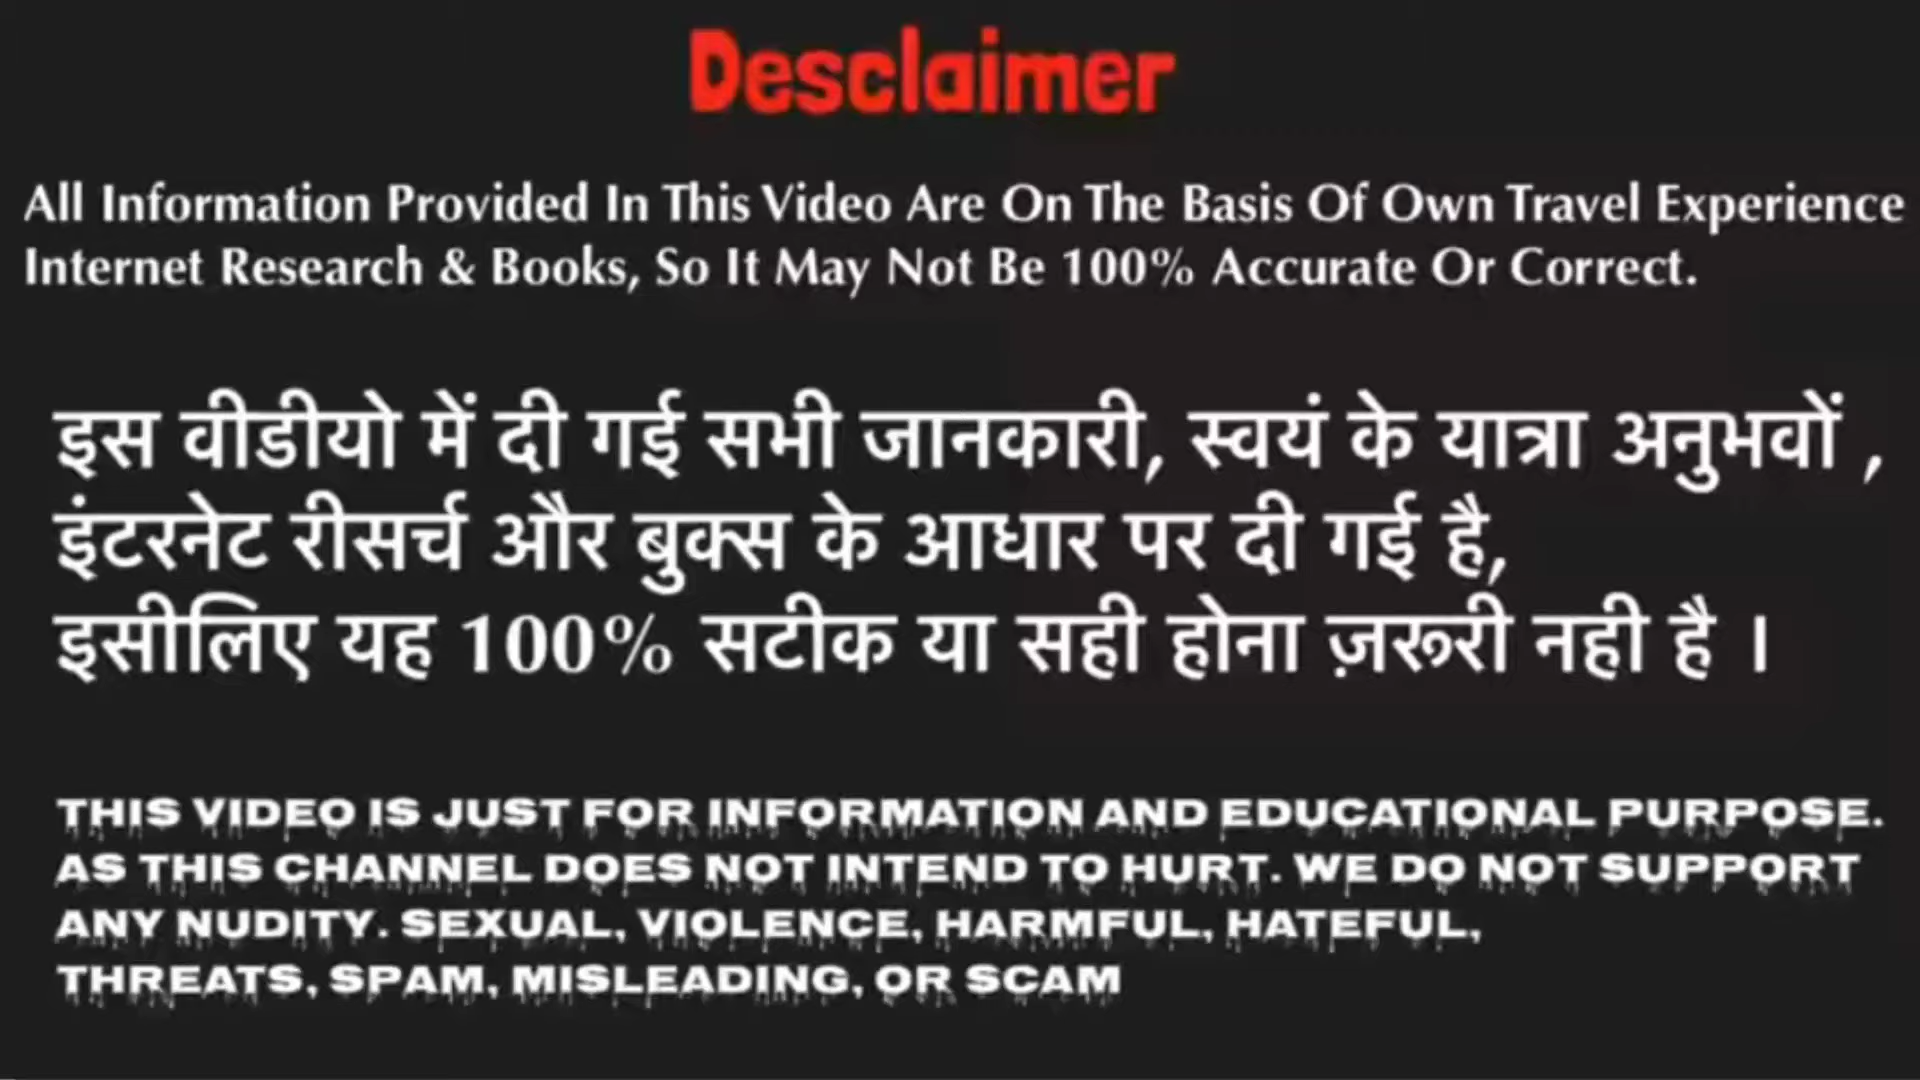 Desclaimer
All Information Provided In This Video Are On The Basis Of Own Travel Experience
Internet Research & Books, So It May Not Be 100% Accurate Or Correct.
इस वीडीयो में दी गई सभी जानकारी, स्वयं के यात्रा अनुभवों ,
इंटरनेट रीसर्च और बुक्स के आधार पर दी गई है,
इसीलिए यह 100% सटीक या सही होना ज़रूरी नही है ।
THIS VIDEO IS JUST FOR INFORMATION AND EDUCATIONAL PURPOSE.
AS THIS CHANNEL DOES NOT INTEND TO HURT. WE DO NOT SUPPORT
ANY NUDITY. SEXUAL, VIOLENCE, HARMFUL, HATEFUL,
THREATS, SPAM, MISLEADING, OR SCAM